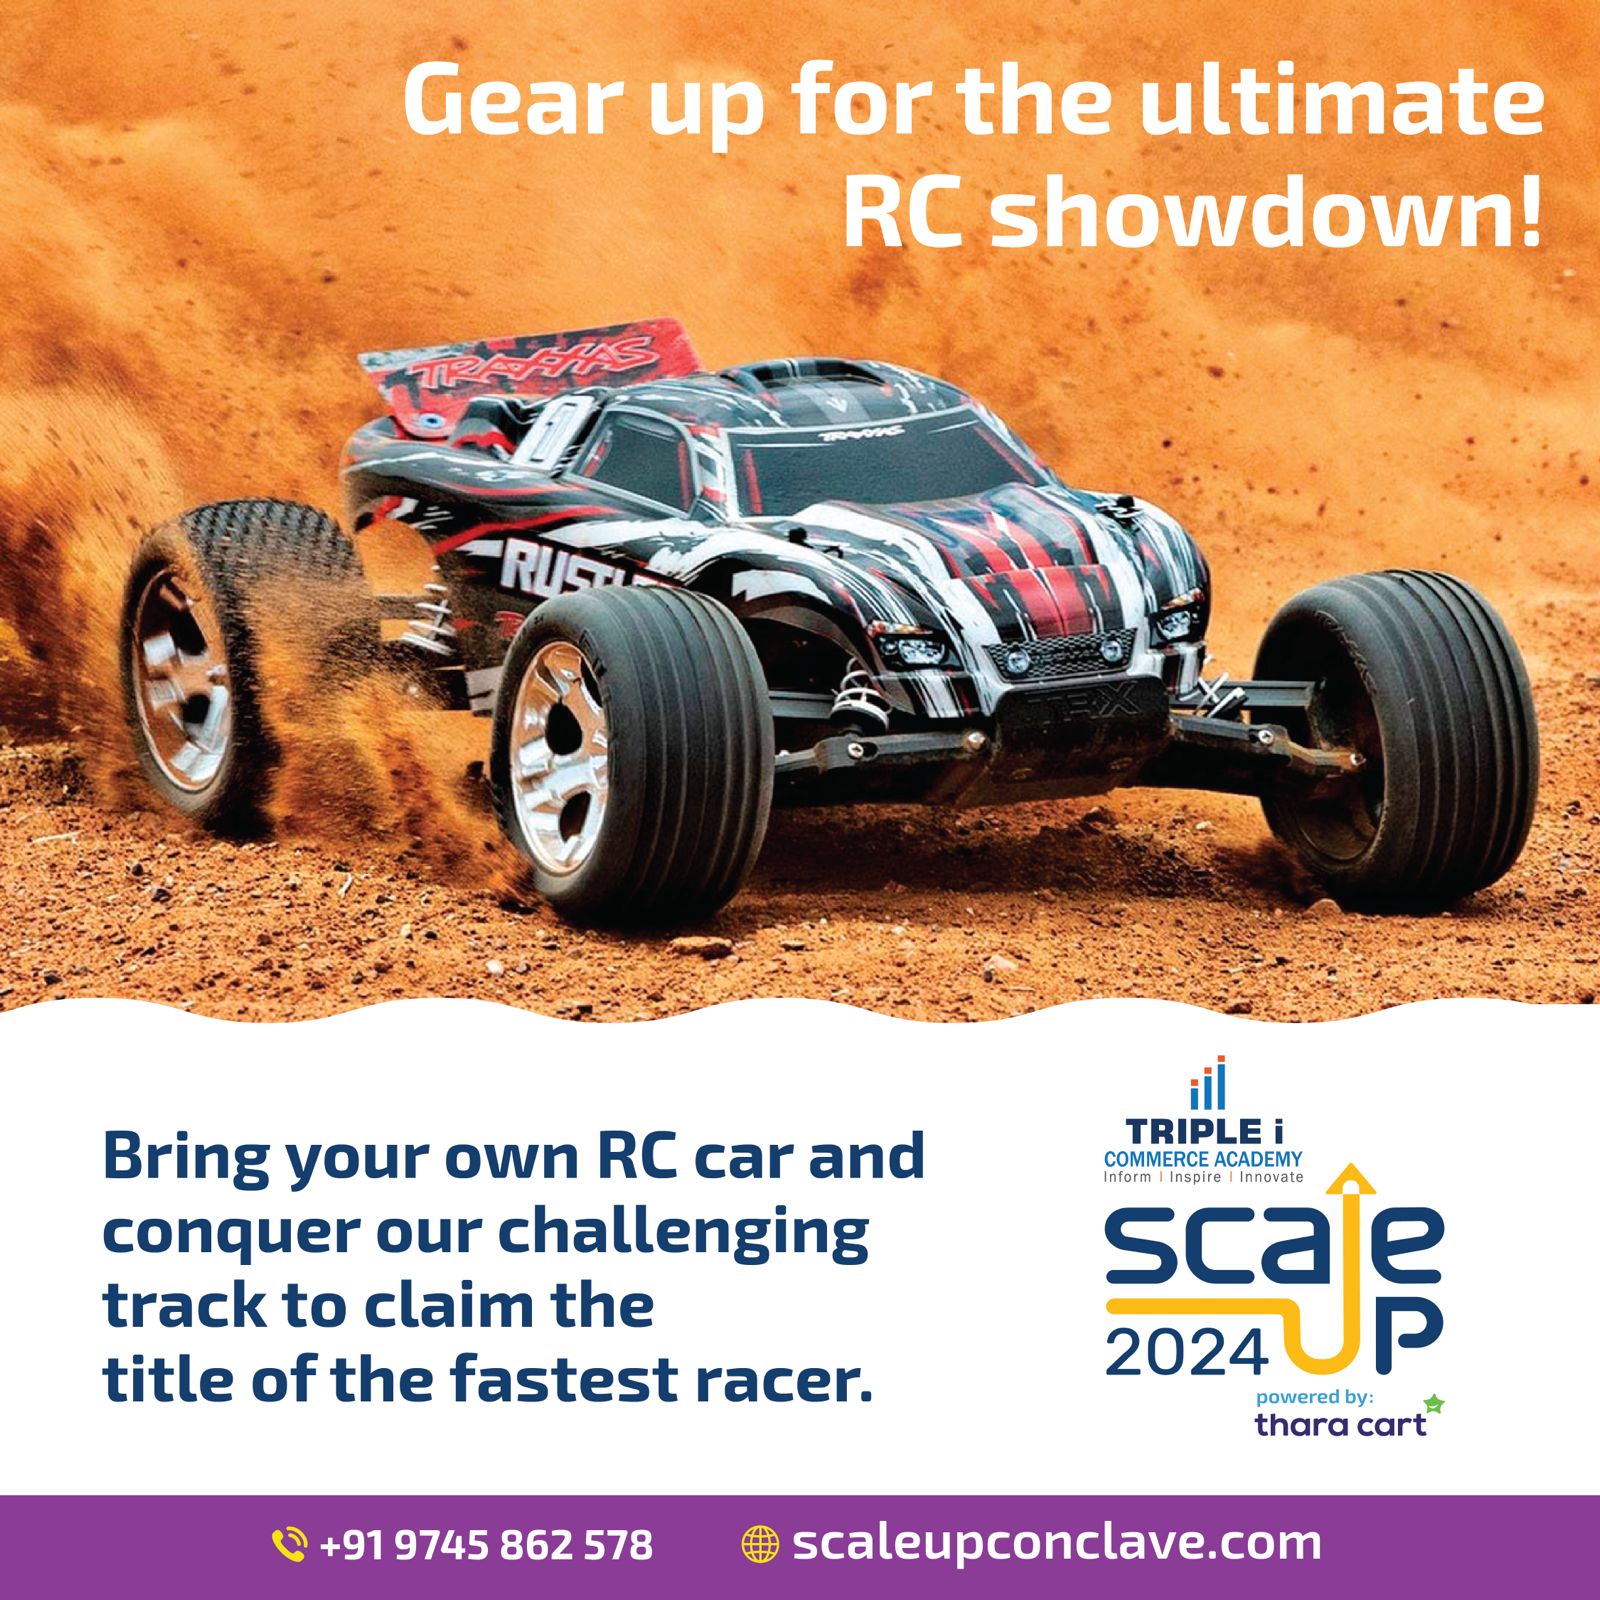 Gear up for the ultimate
RC showdown!
TRAXXAS
TRAXXAS
TRX
Bring your own RC car and
conquer our challenging
track to claim the
title of the fastest racer.
TRIPLE i
COMMERCE ACADEMY
Inform | Inspire | Innovate
scale
UP
2024
powered by:
thara cart
+91 9745 862 578
scaleupconclave.com